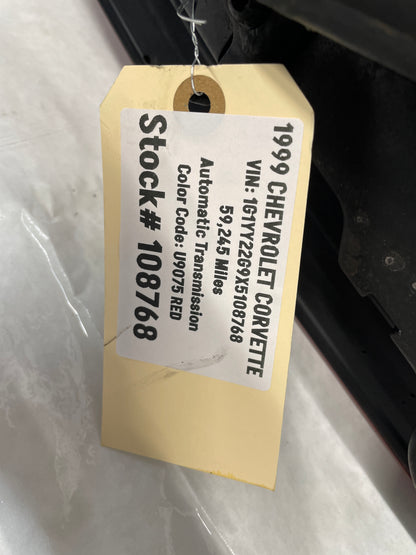 1999 CHEVROLET CORVETTE
VIN: 1G1YY22G9X5108768
59,245 Miles
Automatic Transmission
Color Code: U9075 RED
Stock# 108768